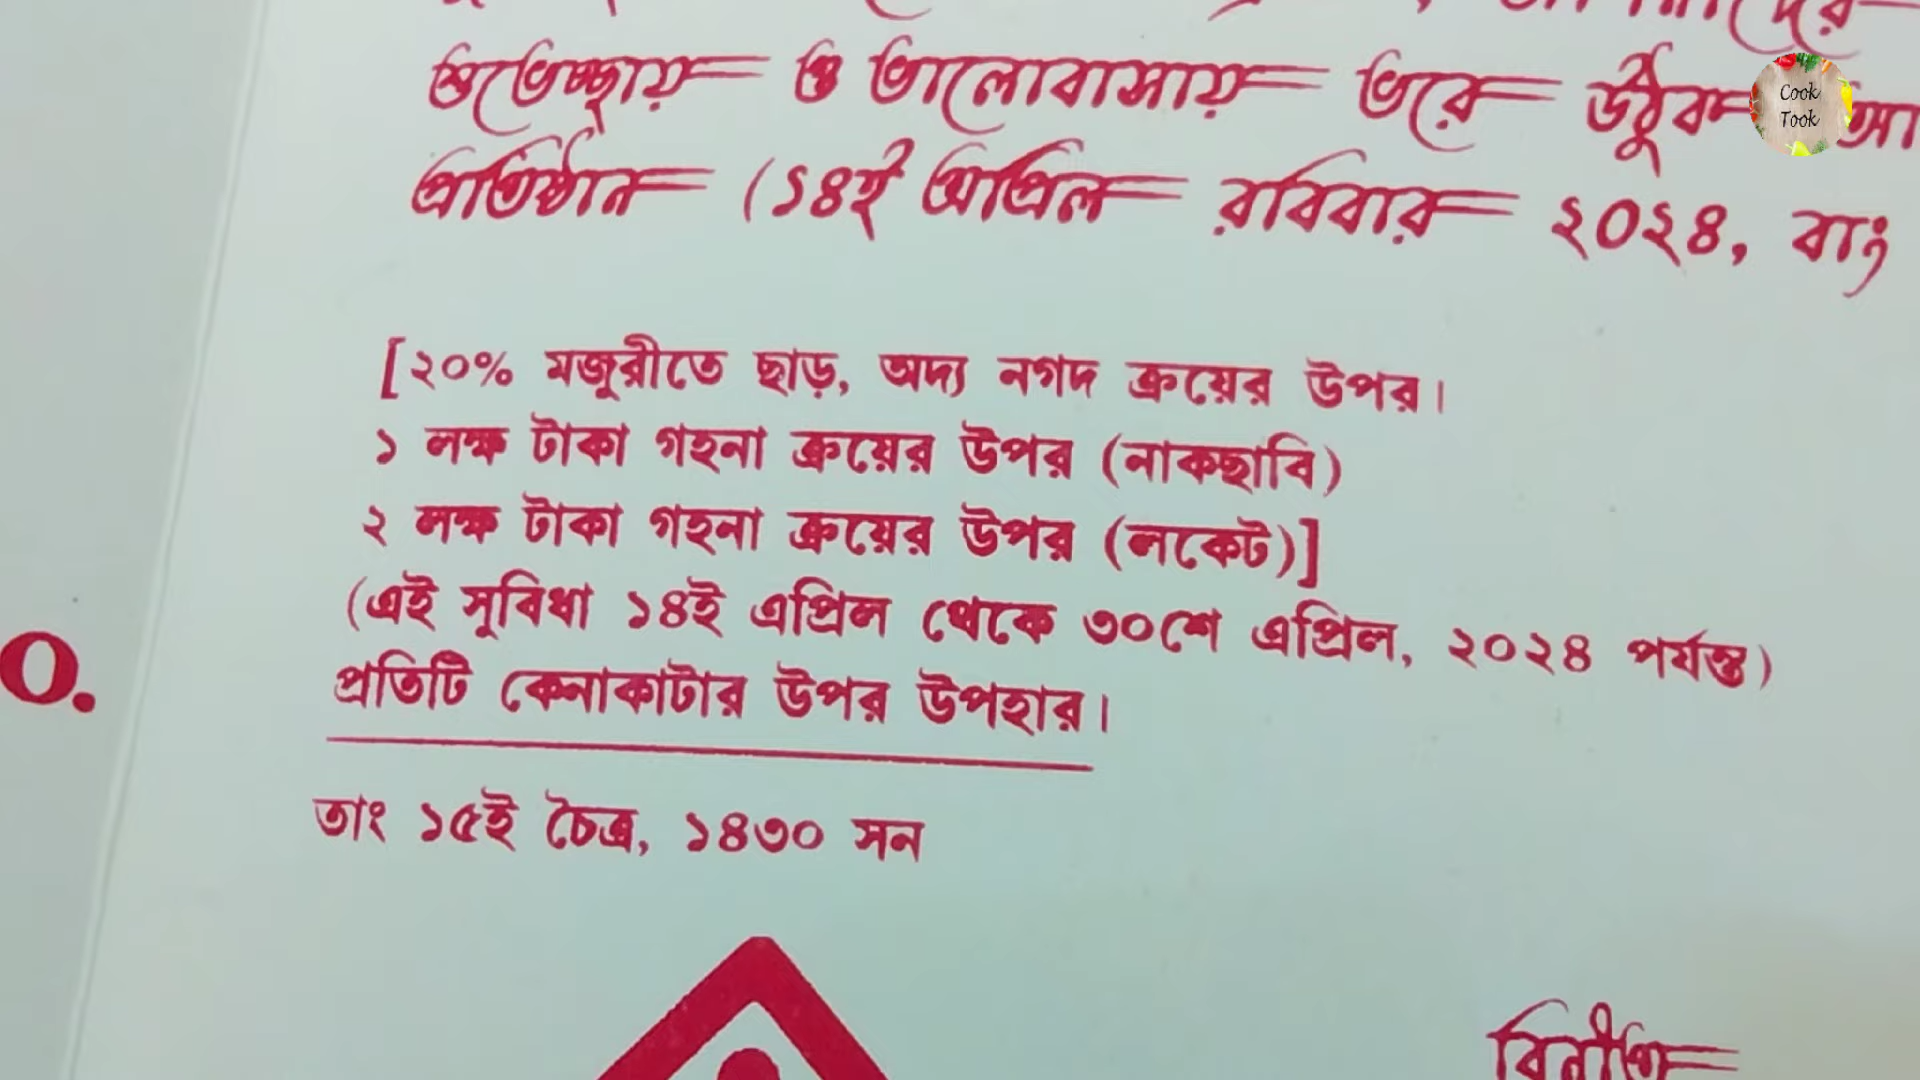 শুভেচ্ছায় ও ভালোবাসায় ভরে উঠুক আ
প্রতিষ্ঠান (১৪ই অপ্রিল রবিবার ২০২৪, বাং
[২০% মজুরীতে ছাড়, অদ্য নগদ ক্রয়ের উপর।
১ লক্ষ টাকা গহনা ক্রয়ের উপর (নাকছাবি)
২ লক্ষ টাকা গহনা ক্রয়ের উপর (লকেট)]
(এই সুবিধা ১৪ই এপ্রিল থেকে ৩০শে এপ্রিল, ২০২৪ পর্যন্ত)
প্রতিটি কেনাকাটার উপর উপহার।
তাং ১৫ই চৈত্র, ১৪৩০ সন
O.
বিনীত
Cook
Took